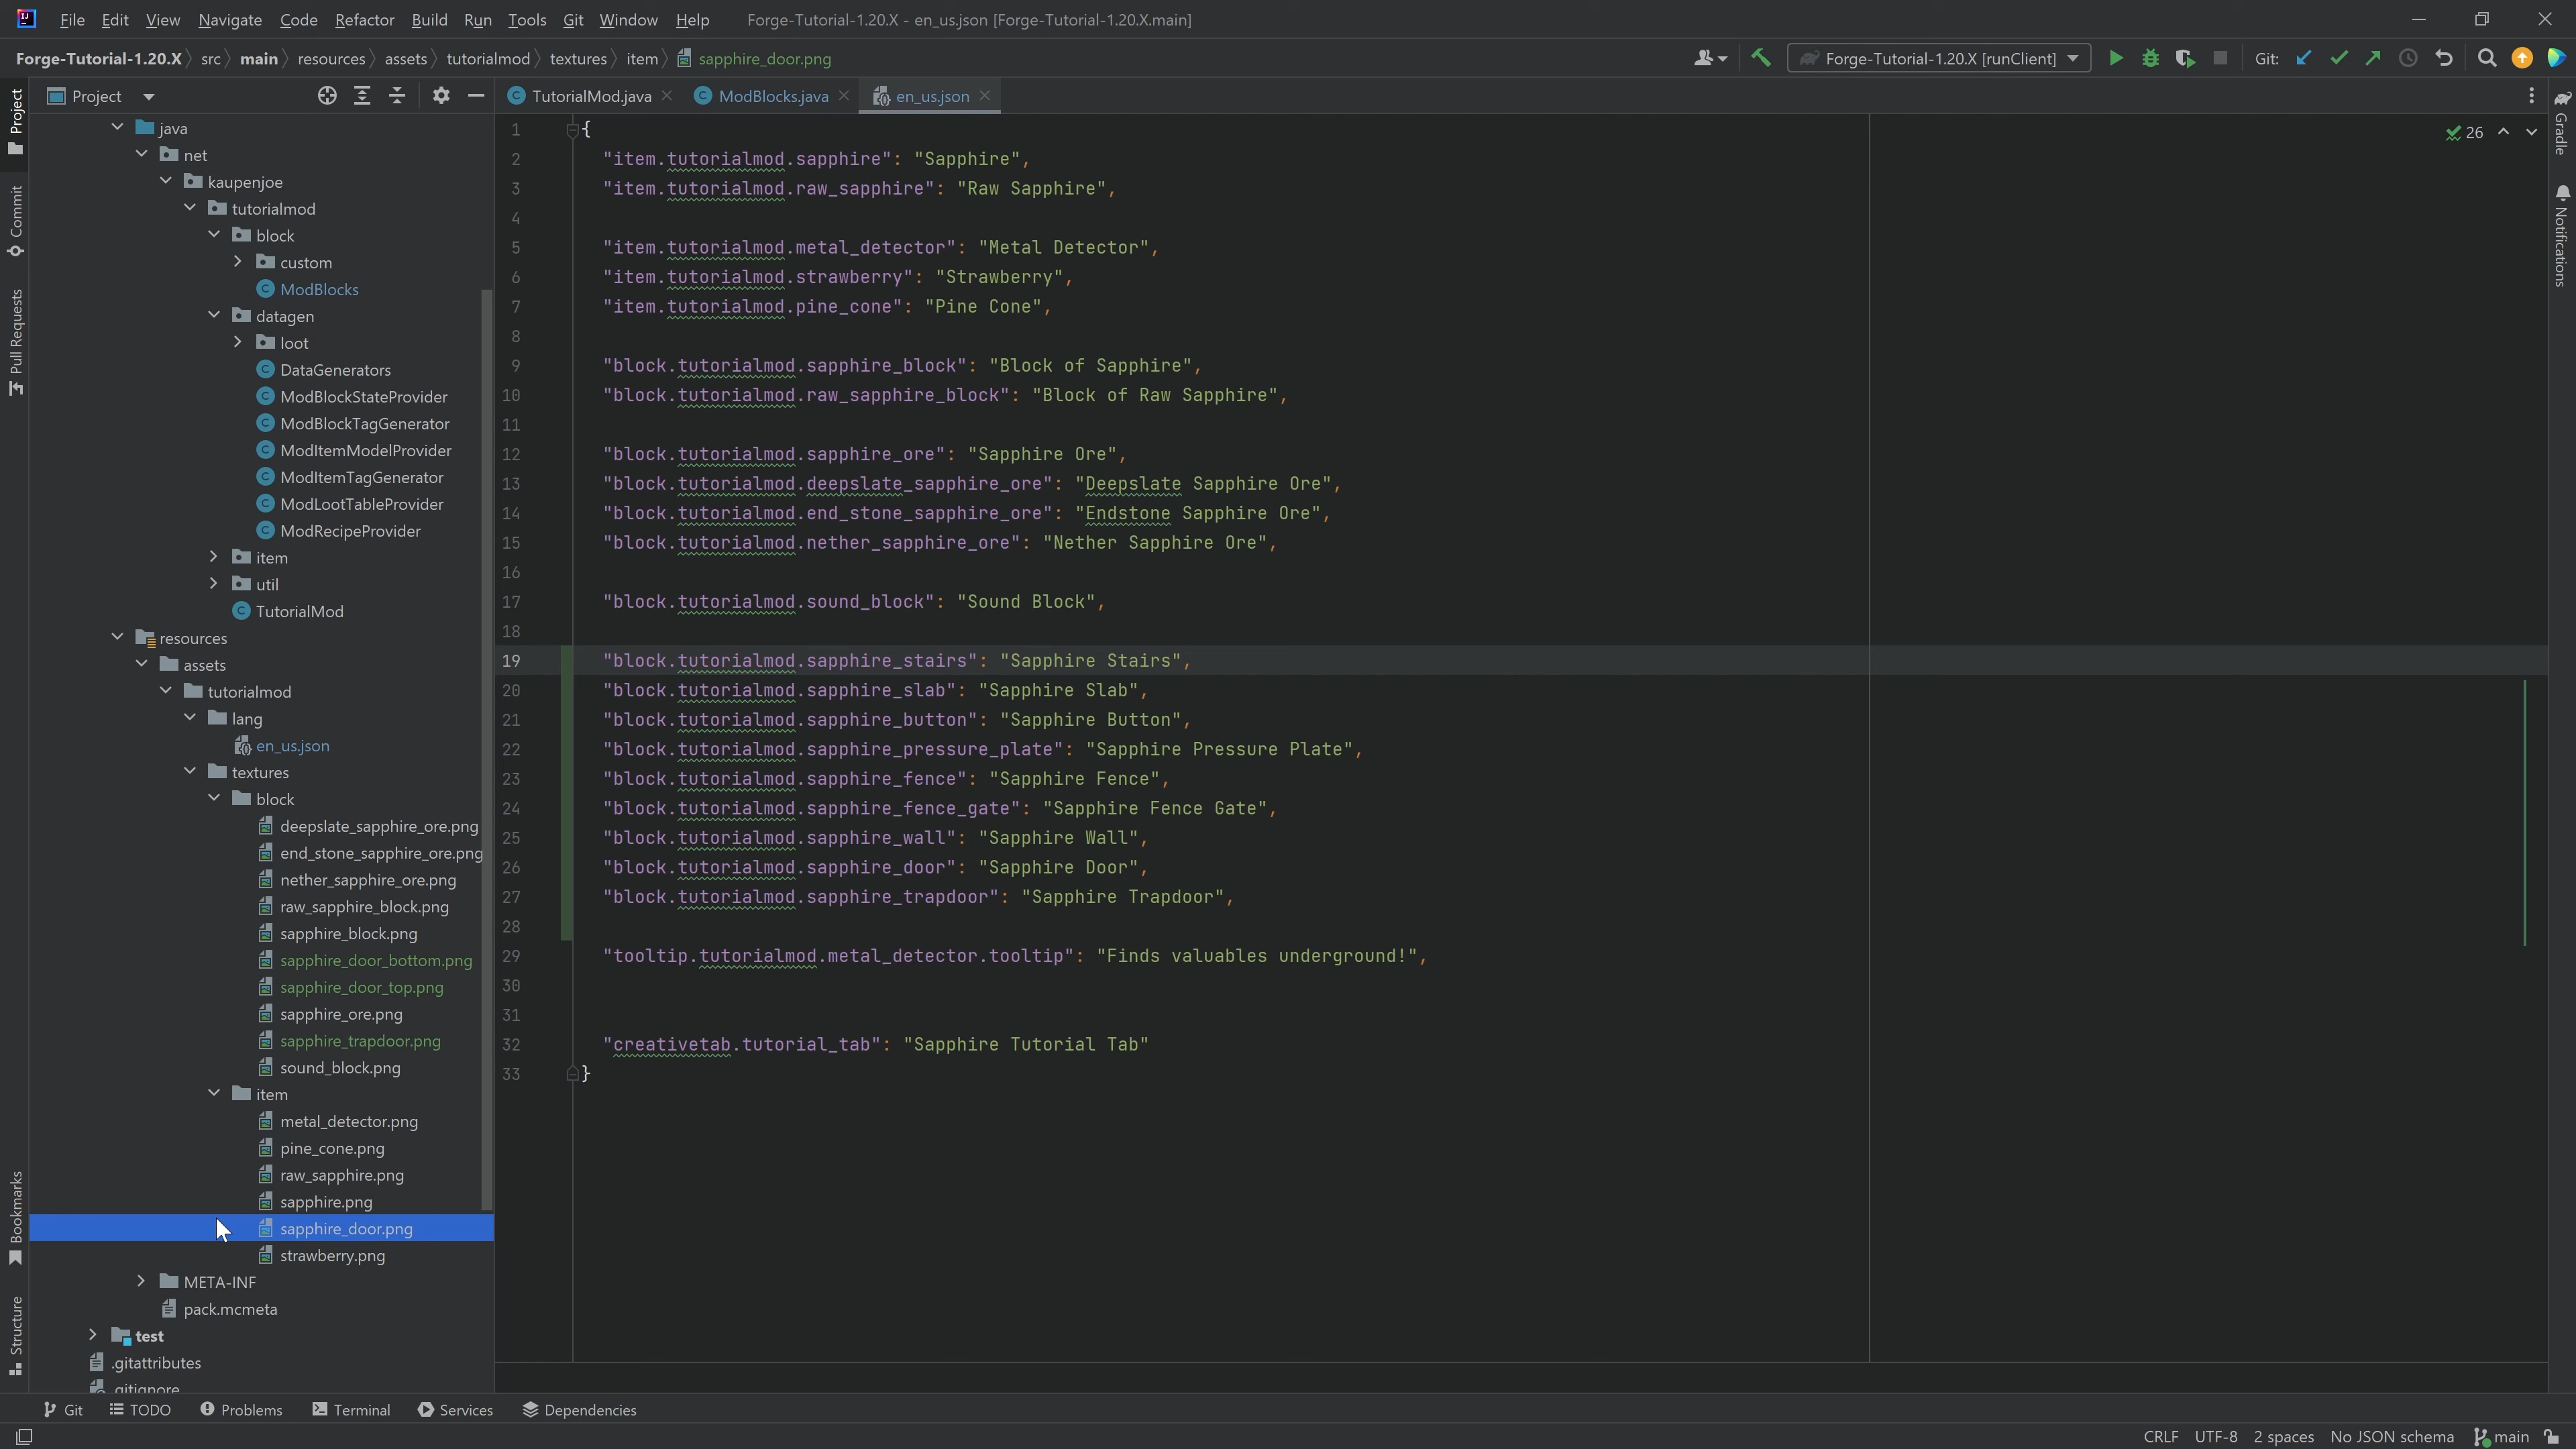 File Edit View Navigate Code Refactor Build Run Tools Git Window Help Forge-Tutorial-1.20.X - en_us.json [Forge-Tutorial-1.20.X.main]
Forge-Tutorial-1.20.X src main resources assets tutorialmod textures item sapphire_door.png Forge-Tutorial-1.20.X [runClient] Git:
Project
TutorialMod.java ModBlocks.java en_us.json
Project
Commit
Pull Requests
Bookmarks
Structure
java
net
kaupenjoe
tutorialmod
block
custom
ModBlocks
datagen
loot
DataGenerators
ModBlockStateProvider
ModBlockTagGenerator
ModItemModelProvider
ModItemTagGenerator
ModLootTableProvider
ModRecipeProvider
item
util
TutorialMod
resources
assets
tutorialmod
lang
en_us.json
textures
block
deepslate_sapphire_ore.png
end_stone_sapphire_ore.png
nether_sapphire_ore.png
raw_sapphire_block.png
sapphire_block.png
sapphire_door_bottom.png
sapphire_door_top.png
sapphire_ore.png
sapphire_trapdoor.png
sound_block.png
item
metal_detector.png
pine_cone.png
raw_sapphire.png
sapphire.png
sapphire_door.png
strawberry.png
META-INF
pack.mcmeta
test
.gitattributes
.gitignore
1 {
2 "item.tutorialmod.sapphire": "Sapphire",
3 "item.tutorialmod.raw_sapphire": "Raw Sapphire",
4
5 "item.tutorialmod.metal_detector": "Metal Detector",
6 "item.tutorialmod.strawberry": "Strawberry",
7 "item.tutorialmod.pine_cone": "Pine Cone",
8
9 "block.tutorialmod.sapphire_block": "Block of Sapphire",
10 "block.tutorialmod.raw_sapphire_block": "Block of Raw Sapphire",
11
12 "block.tutorialmod.sapphire_ore": "Sapphire Ore",
13 "block.tutorialmod.deepslate_sapphire_ore": "Deepslate Sapphire Ore",
14 "block.tutorialmod.end_stone_sapphire_ore": "Endstone Sapphire Ore",
15 "block.tutorialmod.nether_sapphire_ore": "Nether Sapphire Ore",
16
17 "block.tutorialmod.sound_block": "Sound Block",
18
19 "block.tutorialmod.sapphire_stairs": "Sapphire Stairs",
20 "block.tutorialmod.sapphire_slab": "Sapphire Slab",
21 "block.tutorialmod.sapphire_button": "Sapphire Button",
22 "block.tutorialmod.sapphire_pressure_plate": "Sapphire Pressure Plate",
23 "block.tutorialmod.sapphire_fence": "Sapphire Fence",
24 "block.tutorialmod.sapphire_fence_gate": "Sapphire Fence Gate",
25 "block.tutorialmod.sapphire_wall": "Sapphire Wall",
26 "block.tutorialmod.sapphire_door": "Sapphire Door",
27 "block.tutorialmod.sapphire_trapdoor": "Sapphire Trapdoor",
28
29 "tooltip.tutorialmod.metal_detector.tooltip": "Finds valuables underground!",
30
31
32 "creativetab.tutorial_tab": "Sapphire Tutorial Tab"
33 }
26
Gradle
Notifications
Git TODO Problems Terminal Services Dependencies
CRLF UTF-8 2 spaces No JSON schema main